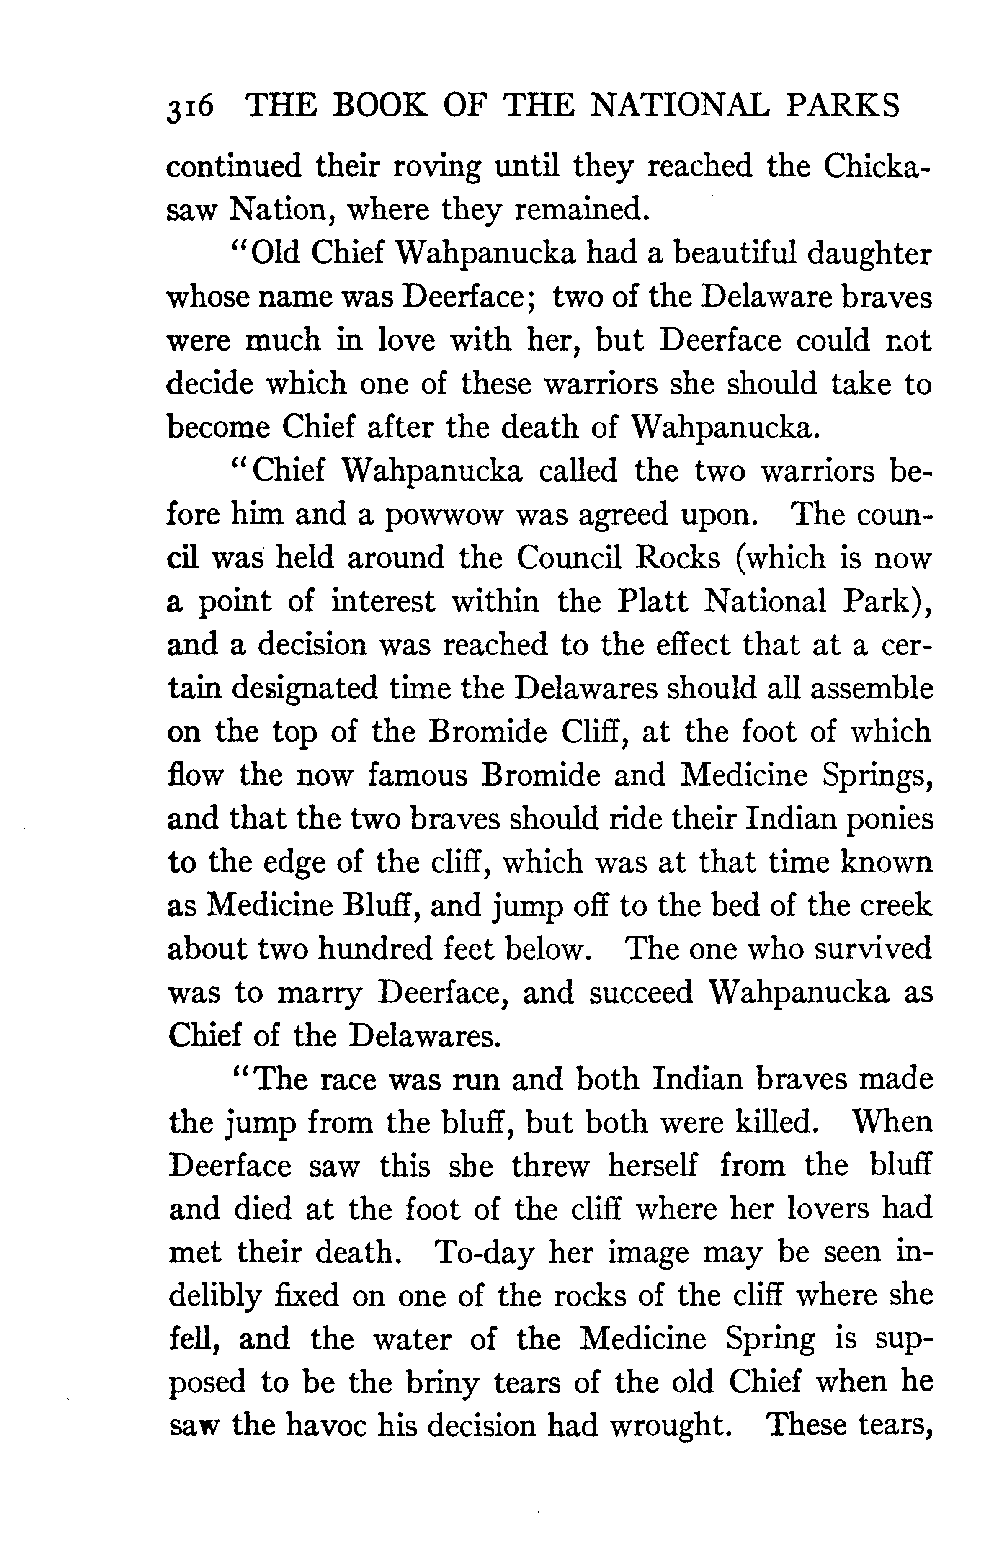 316 THE BOOK OF THE NATIONAL PARKS
continued their roving until they reached the Chicka-
saw Nation, where they remained.
"Old Chief Wahpanucka had a beautiful daughter
whose name was Deerface; two of the Delaware braves
were much in love with her, but Deerface could not
decide which one of these warriors she should take to
become Chief after the death of Wahpanucka.
"Chief Wahpanucka called the two warriors be-
fore him and a powwow was agreed upon. The coun-
cil was held around the Council Rocks (which is now
a point of interest within the Platt National Park),
and a decision was reached to the effect that at a cer-
tain designated time the Delawares should all assemble
on the top of the Bromide Cliff, at the foot of which
flow the now famous Bromide and Medicine Springs,
and that the two braves should ride their Indian ponies
to the edge of the cliff, which was at that time known
as Medicine Bluff, and jump off to the bed of the creek
about two hundred feet below. The one who survived
was to marry Deerface, and succeed Wahpanucka as
Chief of the Delawares.
"The race was run and both Indian braves made
the jump from the bluff, but both were killed. When
Deerface saw this she threw herself from the bluff
and died at the foot of the cliff where her lovers had
met their death. To-day her image may be seen in-
delibly fixed on one of the rocks of the cliff where she
fell, and the water of the Medicine Spring is sup-
posed to be the briny tears of the old Chief when he
saw the havoc his decision had wrought. These tears,